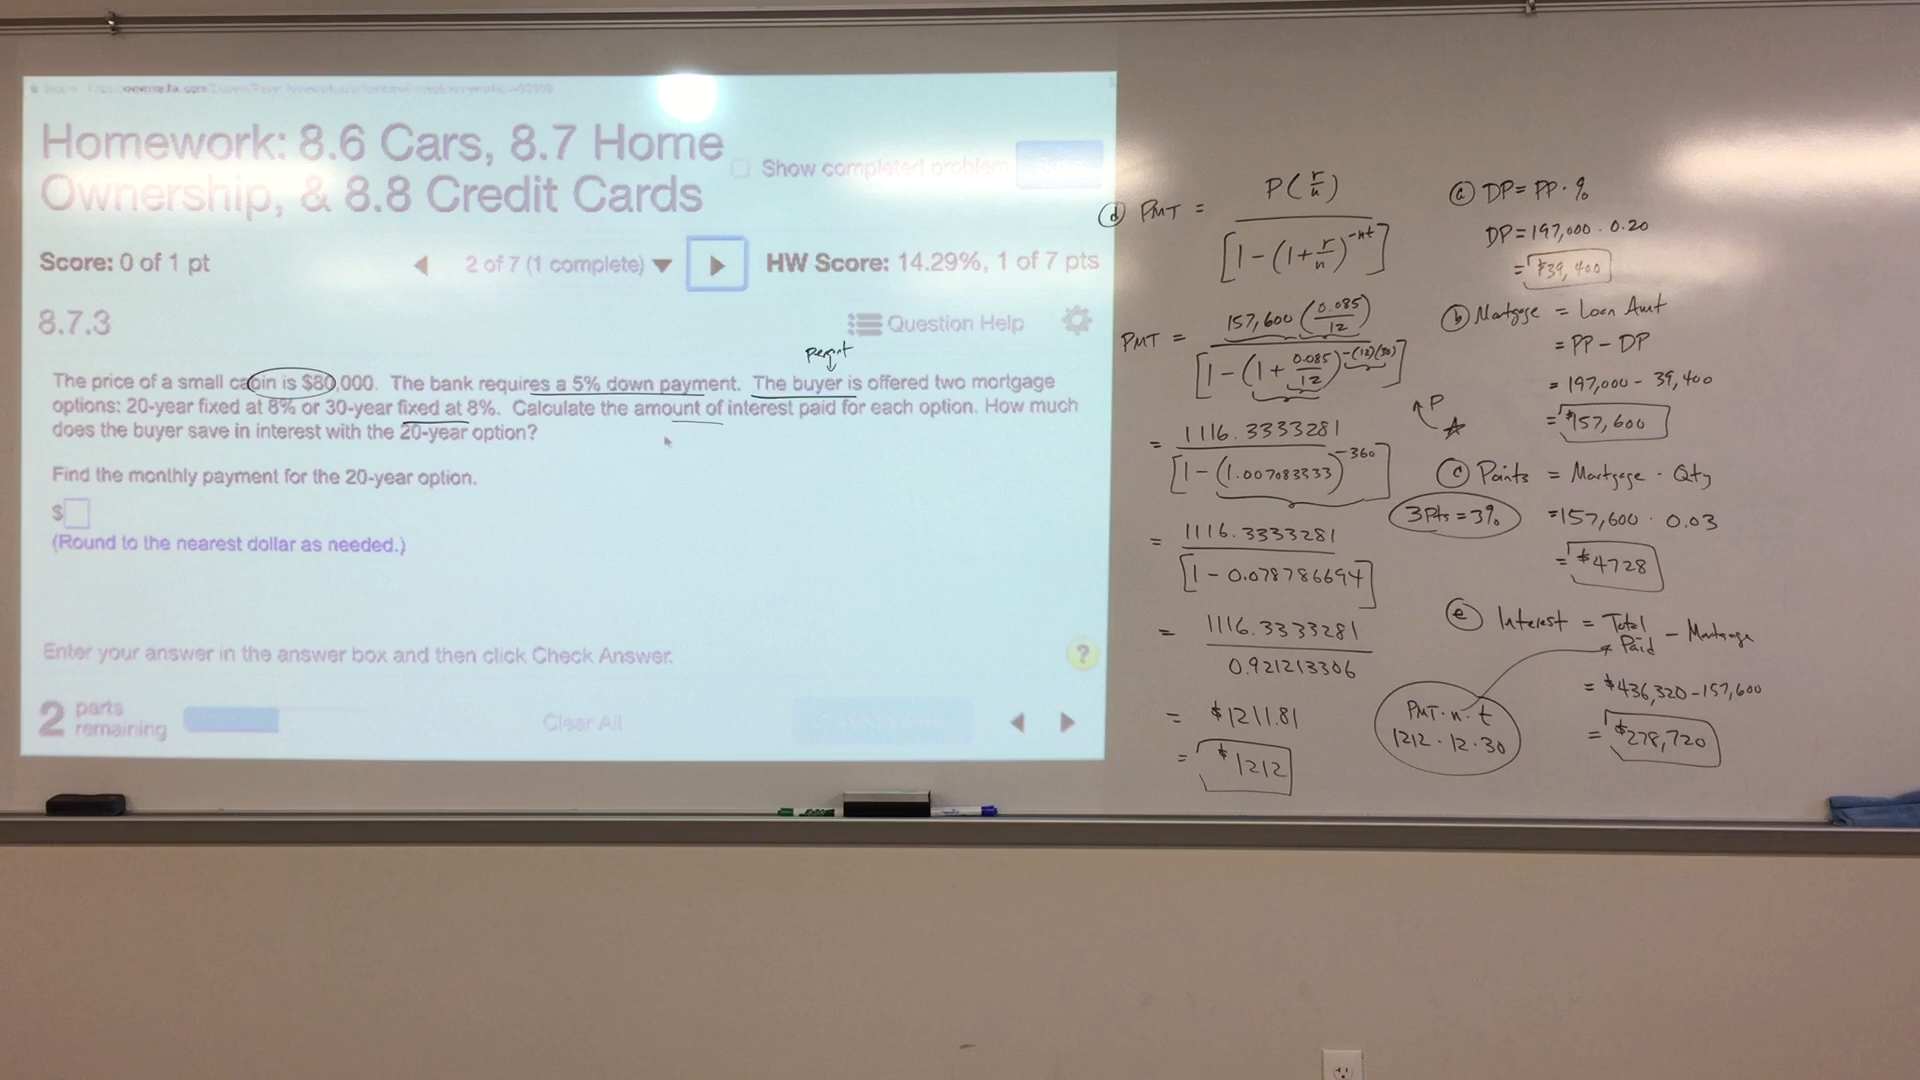 Homework: 8.6 Cars, 8.7 Home
Ownership, & 8.8 Credit Cards
Show completed problem
Score: 0 of 1 pt
2 of 7 (1 complete)
HW Score: 14.29%, 1 of 7 pts
8.7.3
Question Help
The price of a small cabin is $80,000. The bank requires a 5% down payment. The buyer is offered two mortgage
options: 20-year fixed at 8% or 30-year fixed at 8%. Calculate the amount of interest paid for each option. How much
does the buyer save in interest with the 20-year option?
Find the monthly payment for the 20-year option.
$
(Round to the nearest dollar as needed.)
Enter your answer in the answer box and then click Check Answer.
?
2 parts
remaining
Clear All
d PMT = P(r/n) / [1-(1+r/n)^-nt]
PMT = 157,600(0.085/12) / [1-(1+0.085/12)^-(12)(30)]
= 1116.3333281 / [1-(1.007083333)^-360]
= 1116.3333281 / [1-0.078786694]
= 1116.3333281 / 0.921213306
= $1211.81
= $1212
a DP = PP · %
DP = 197,000 · 0.20
= $39,400
b Mortgage = Loan Amt
= PP - DP
= 197,000 - 39,400
= $157,600
P
c Points = Mortgage · Qty
3 Pts = 3%
= 157,600 · 0.03
= $4728
e Interest = Total Paid - Mortgage
= $436,320 - 157,600
= $278,720
PMT · n · t
1212 · 12 · 30